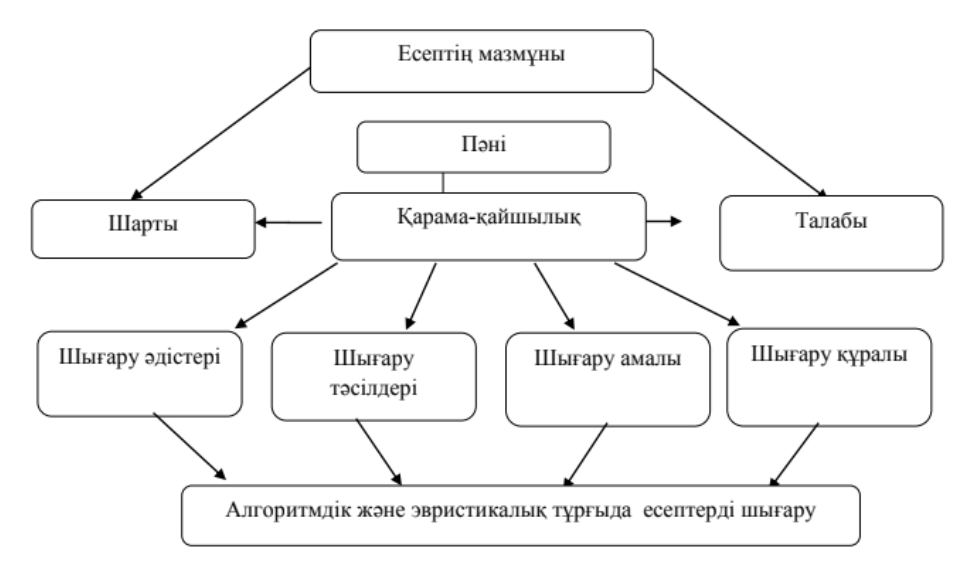 Есептің мазмұны
Пәні
Шарты
Қарама-қайшылық
Талабы
Шығару әдістері
Шығару
тәсілдері
Шығару амалы
Шығару құралы
Алгоритмдік және эвристикалық тұрғыда есептерді шығару